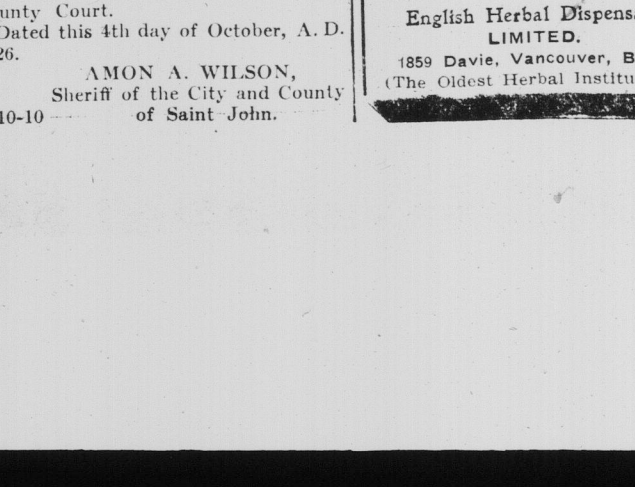 unty Court.
Dated this 4th day of October, A. D.
26.
AMON A. WILSON,
Sheriff of the City and County
10-10 of Saint John.
English Herbal Dispens
LIMITED.
1859 Davie, Vancouver, B
(The Oldest Herbal Institu